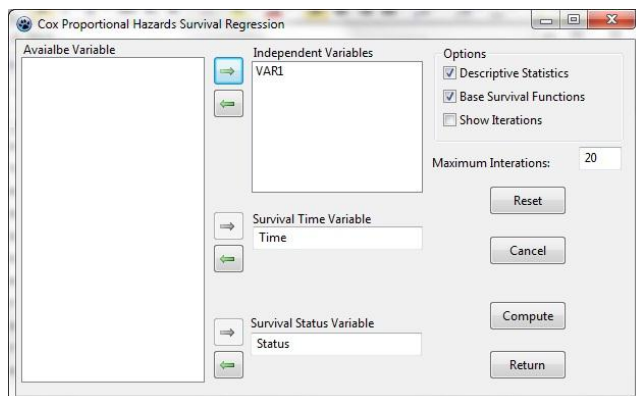 Cox Proportional Hazards Survival Regression
Avaialbe Variable
Independent Variables
VAR1
Options
Descriptive Statistics
Base Survival Functions
Show Iterations
Maximum Interations:
20
Reset
Survival Time Variable
Time
Cancel
Survival Status Variable
Status
Compute
Return